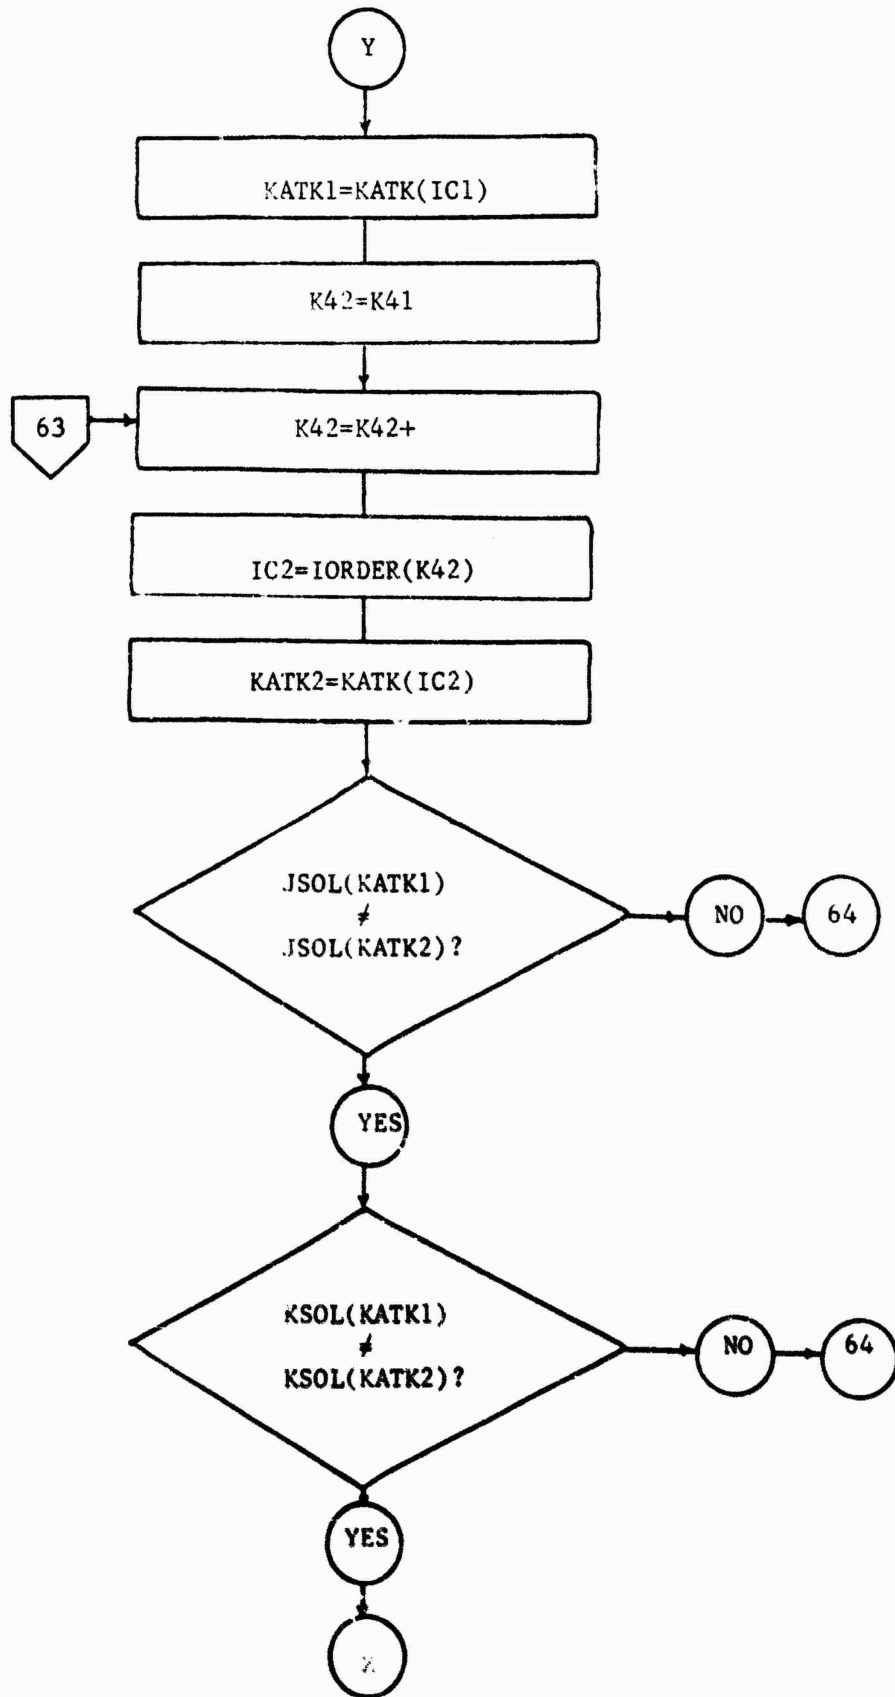 Y
KATK1=KATK(IC1)
K42=K41
63
K42=K42+
IC2=IORDER(K42)
KATK2=KATK(IC2)
JSOL(KATK1)
≠
JSOL(KATK2)?
NO
64
YES
KSOL(KATK1)
≠
KSOL(KATK2)?
NO
64
YES